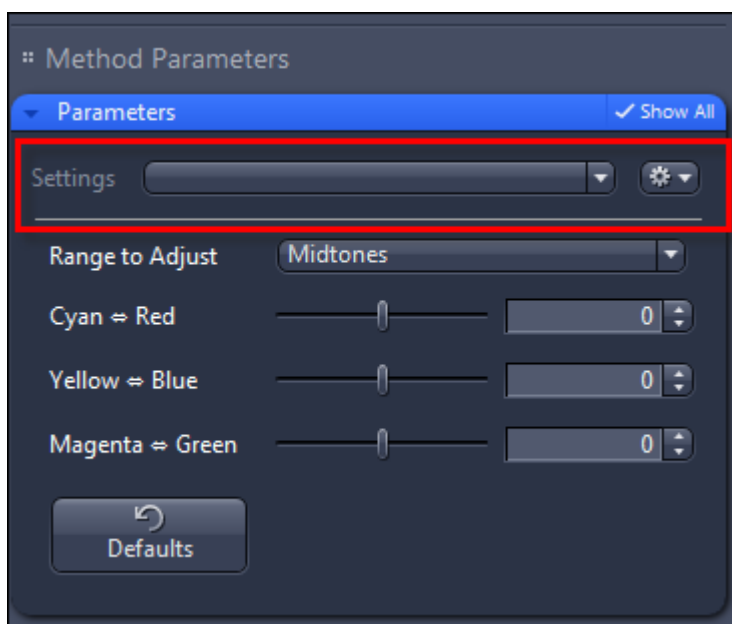 Method Parameters
Parameters Show All
Settings
Range to Adjust Midtones
Cyan ⇔ Red 0
Yellow ⇔ Blue 0
Magenta ⇔ Green 0
Defaults